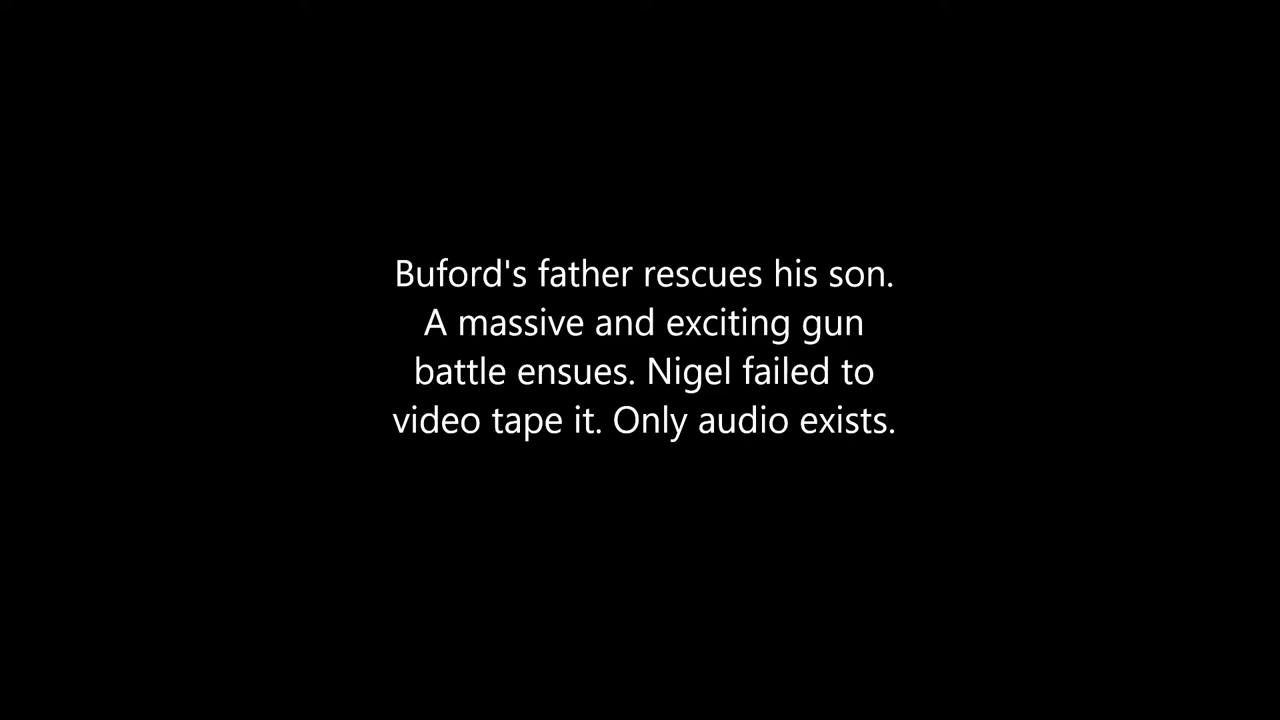 Buford's father rescues his son.
A massive and exciting gun
battle ensues. Nigel failed to
video tape it. Only audio exists.